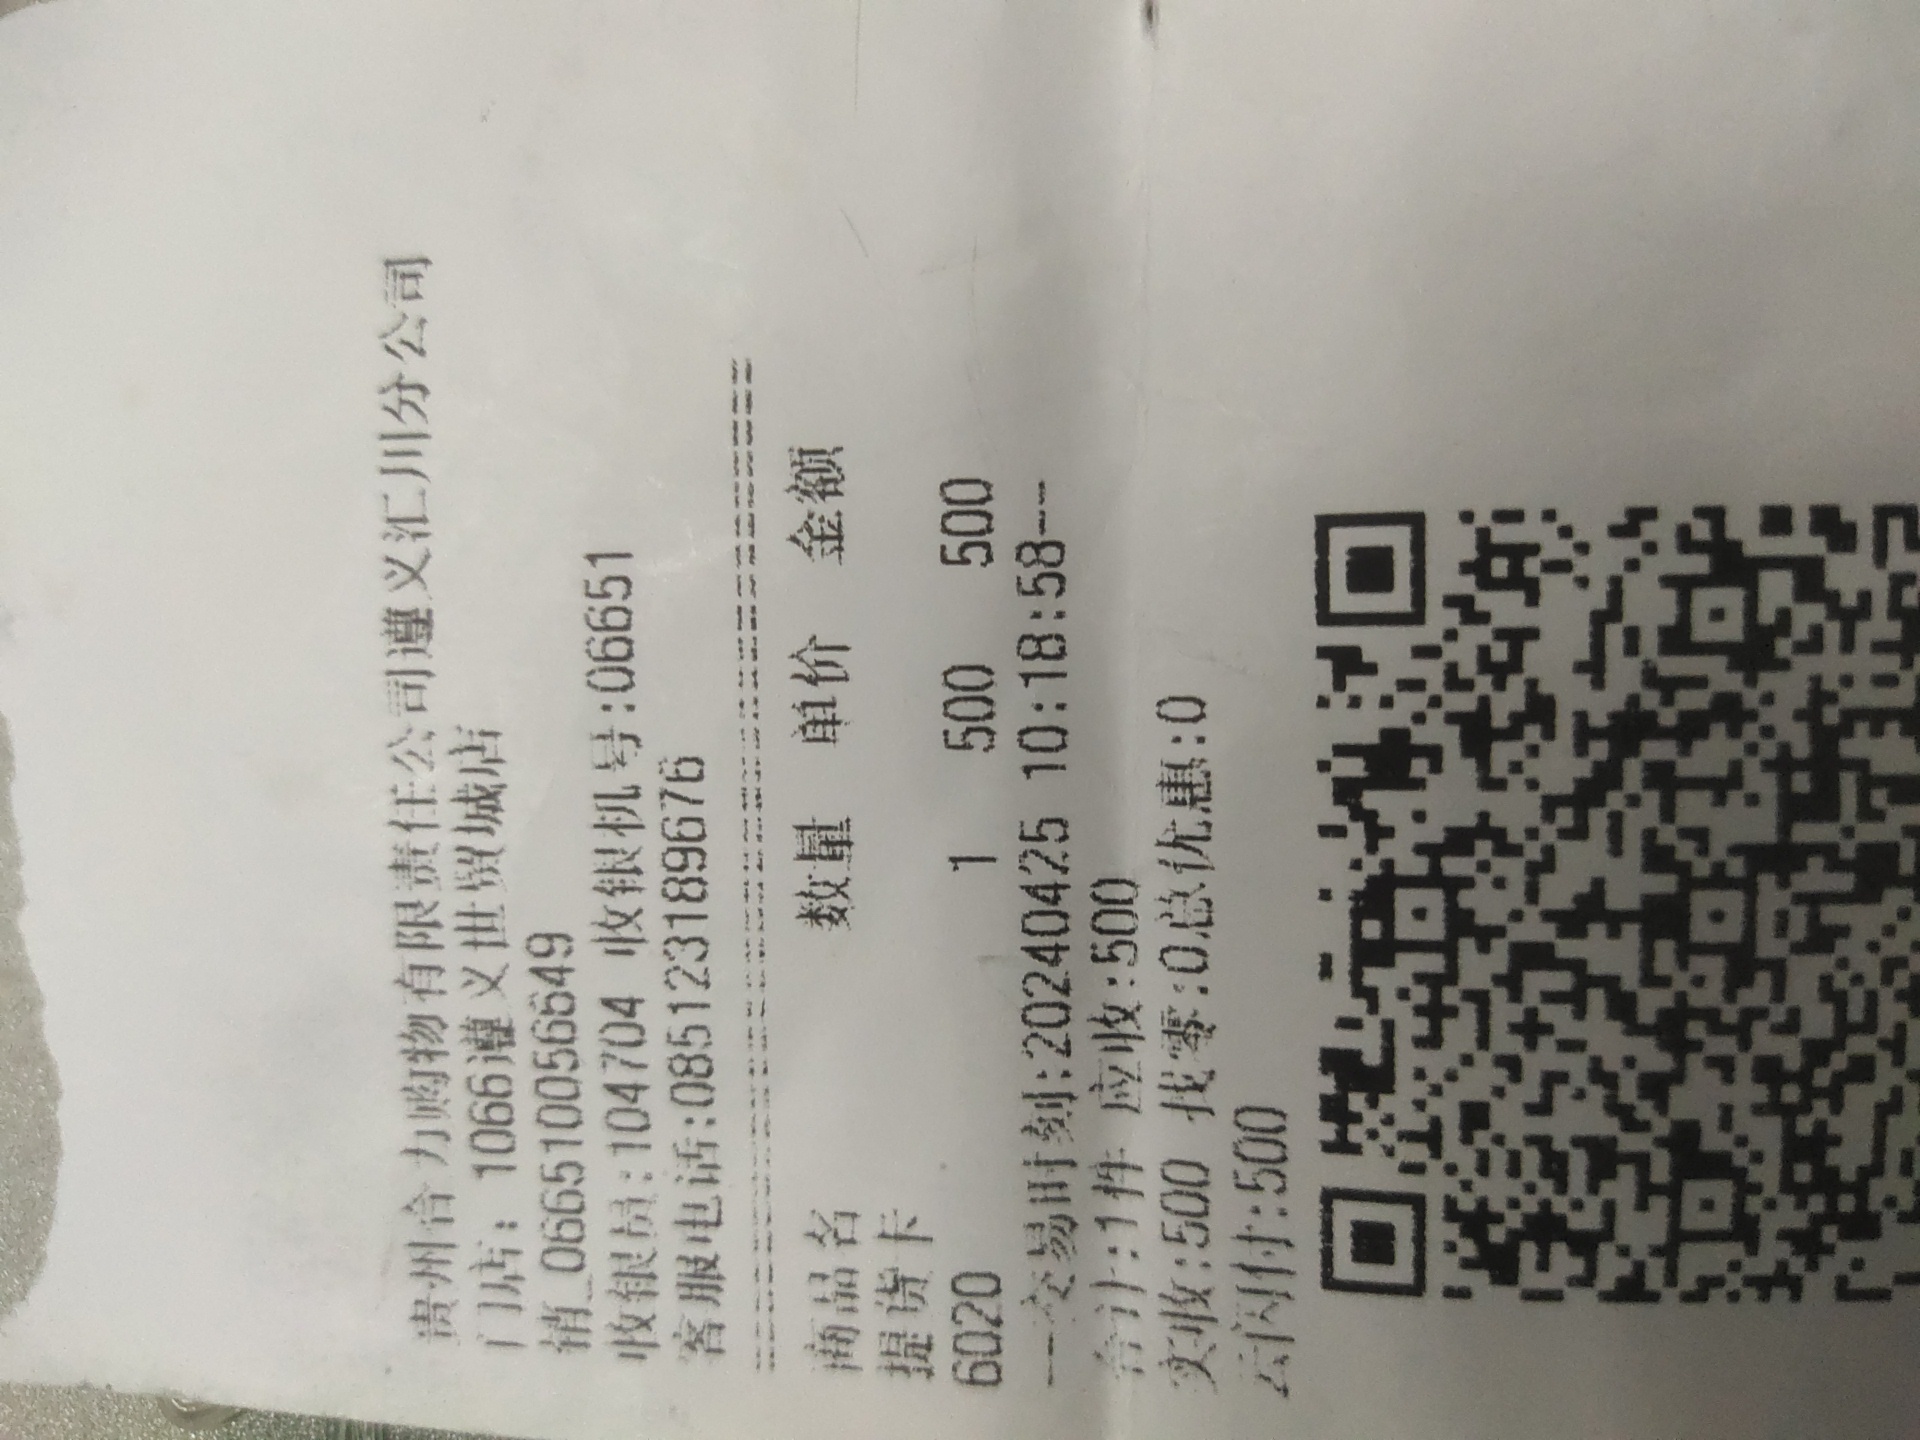 贵州合力购物有限责任公司遵义汇川分公司
门店: 1066遵义世贸城店
销_0665100566649
收银员:104704 收银机号:06651
客服电话:085123189676
================================
商品名 数量 单价 金额
提货卡
6020 1 500 500
--交易时刻:20240425 10:18:58--
合计:1件 应收:500
实收:500 找零:0总优惠:0
云闪付:500